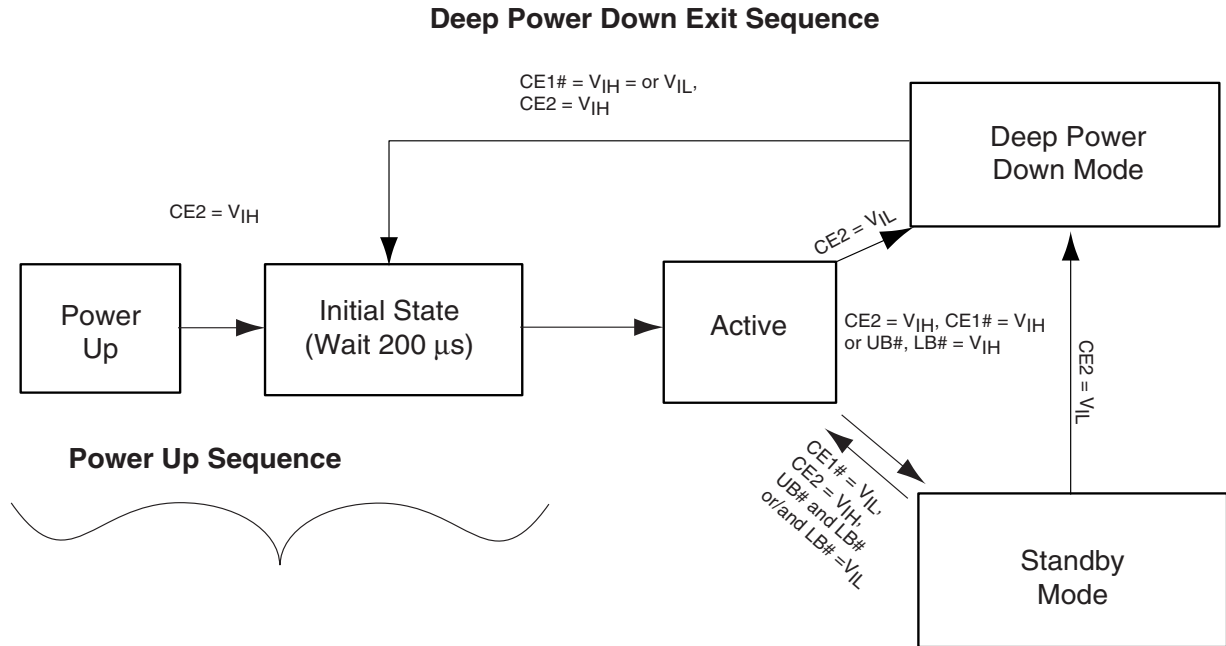 Deep Power Down Exit Sequence
CE1# = VIH = or VIL,
CE2 = VIH
Deep Power
Down Mode
CE2 = VIH
CE2 = VIL
Power
Up
Initial State
(Wait 200 μs)
Active
CE2 = VIH, CE1# = VIH
or UB#, LB# = VIH
CE2 = VIL
Power Up Sequence
CE1# = VIL,
CE2 = VIH,
UB# and LB#
or/and LB# =VIL
Standby
Mode